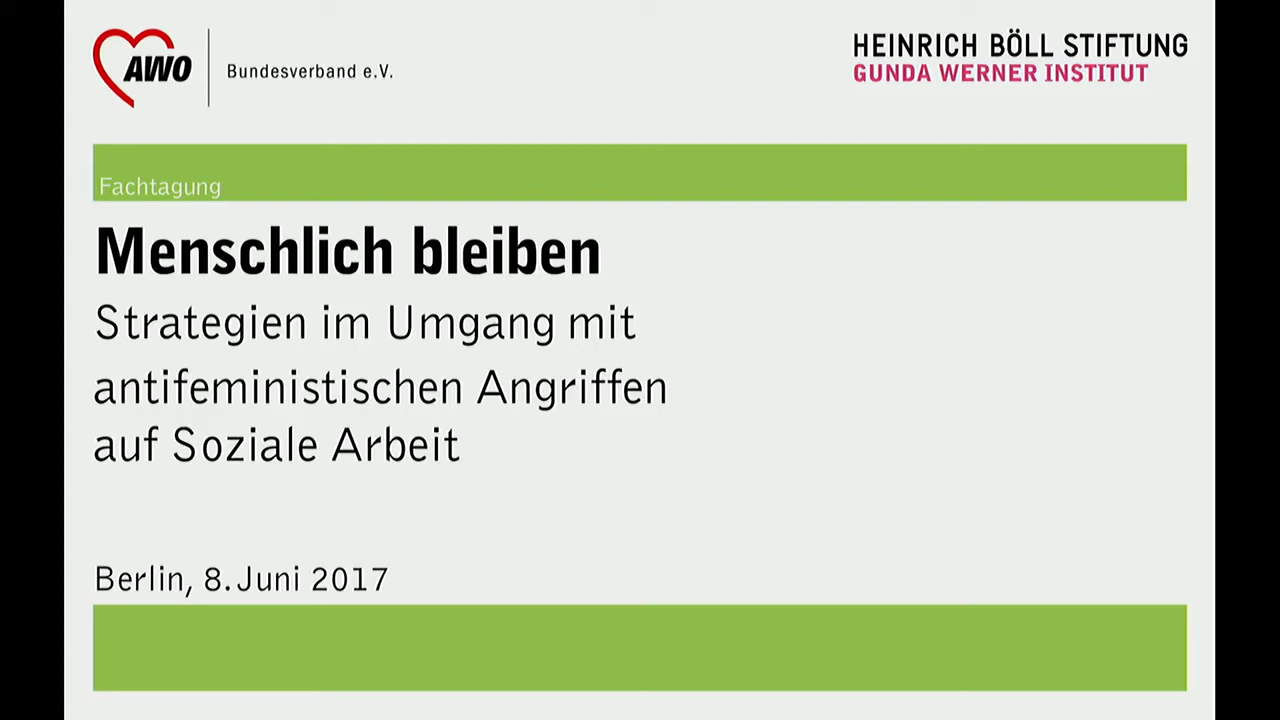 AWO
Bundesverband e.V.
HEINRICH BÖLL STIFTUNG
GUNDA WERNER INSTITUT
Fachtagung
Menschlich bleiben
Strategien im Umgang mit
antifeministischen Angriffen
auf Soziale Arbeit
Berlin, 8. Juni 2017